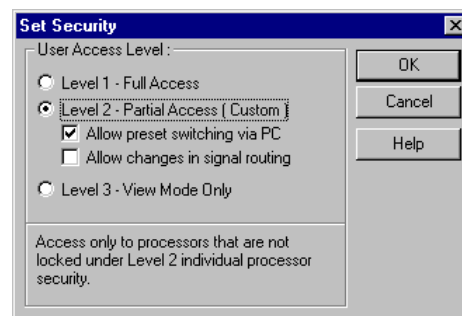 Set Security
User Access Level :
Level 1 - Full Access
Level 2 - Partial Access ( Custom )
Allow preset switching via PC
Allow changes in signal routing
Level 3 - View Mode Only
Access only to processors that are not
locked under Level 2 individual processor
security.
OK
Cancel
Help